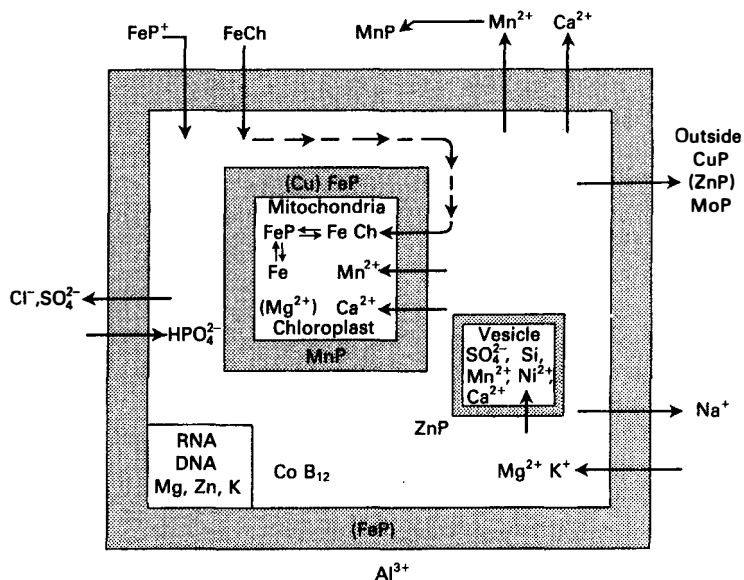 FeP⁺ FeCh MnP Mn²⁺ Ca²⁺
Outside
CuP
(ZnP)
MoP
(Cu) FeP
Mitochondria
FeP ⇌ Fe Ch
Fe Mn²⁺
(Mg²⁺) Ca²⁺
Chloroplast
MnP
Cl⁻,SO₄²⁻
HPO₄²⁻
Vesicle
SO₄²⁻, Si,
Mn²⁺, Ni²⁺,
Ca²⁺
ZnP
Na⁺
RNA
DNA
Mg, Zn, K
Co B₁₂
Mg²⁺ K⁺
(FeP)
Al³⁺